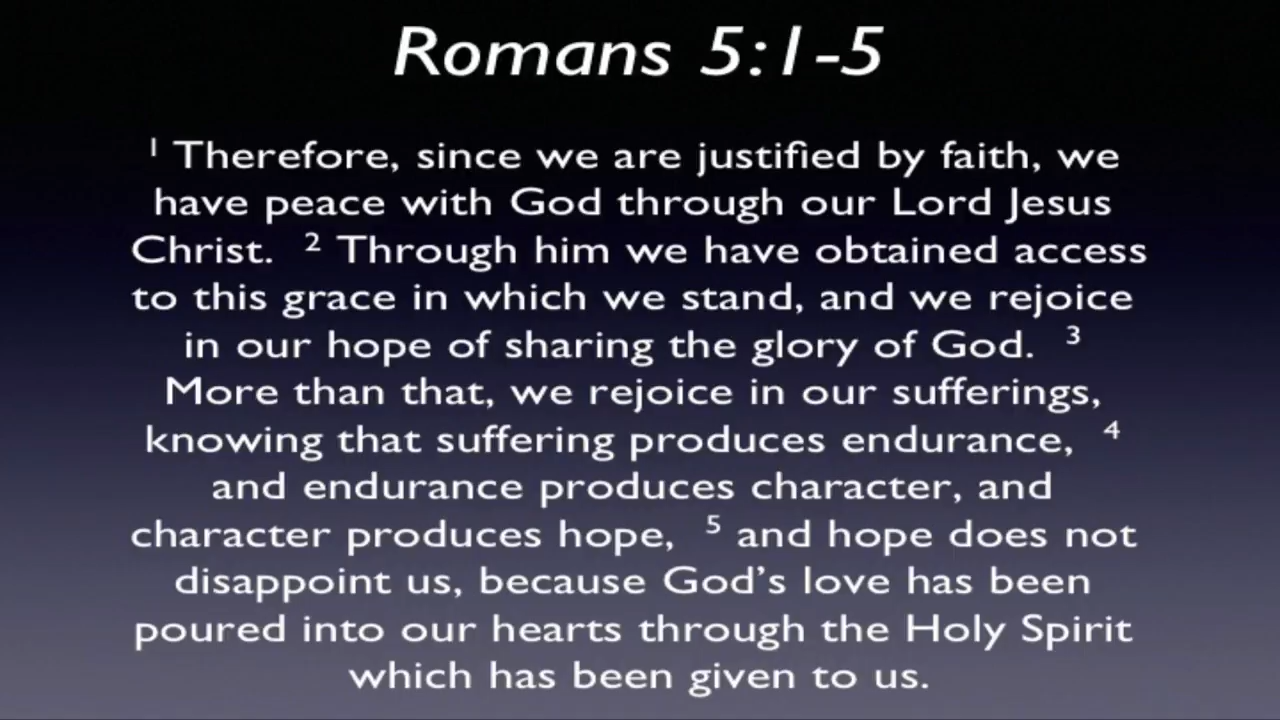 Romans 5:1-5
1 Therefore, since we are justified by faith, we
have peace with God through our Lord Jesus
Christ. 2 Through him we have obtained access
to this grace in which we stand, and we rejoice
in our hope of sharing the glory of God. 3
More than that, we rejoice in our sufferings,
knowing that suffering produces endurance, 4
and endurance produces character, and
character produces hope, 5 and hope does not
disappoint us, because God’s love has been
poured into our hearts through the Holy Spirit
which has been given to us.